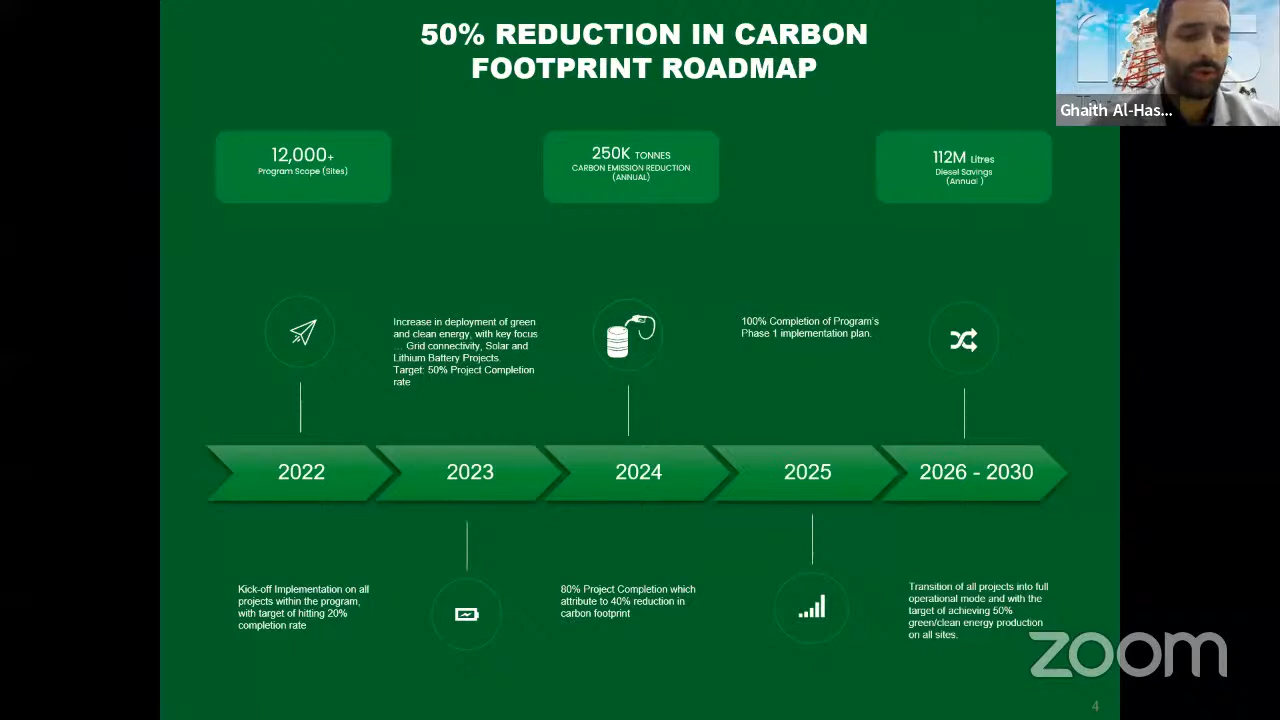 50% REDUCTION IN CARBON
FOOTPRINT ROADMAP
Ghaith Al-Has...
12,000+
Program Scope (Sites)
250K TONNES
CARBON EMISSION REDUCTION
(ANNUAL)
112M Litres
Diesel Savings
(Annual )
Increase in deployment of green
and clean energy, with key focus
... Grid connectivity, Solar and
Lithium Battery Projects.
Target: 50% Project Completion
rate
100% Completion of Program's
Phase 1 implementation plan.
2022
2023
2024
2025
2026 - 2030
Kick-off Implementation on all
projects within the program,
with target of hitting 20%
completion rate
80% Project Completion which
attribute to 40% reduction in
carbon footprint
Transition of all projects into full
operational mode and with the
target of achieving 50%
green/clean energy production
on all sites.
zoom
4